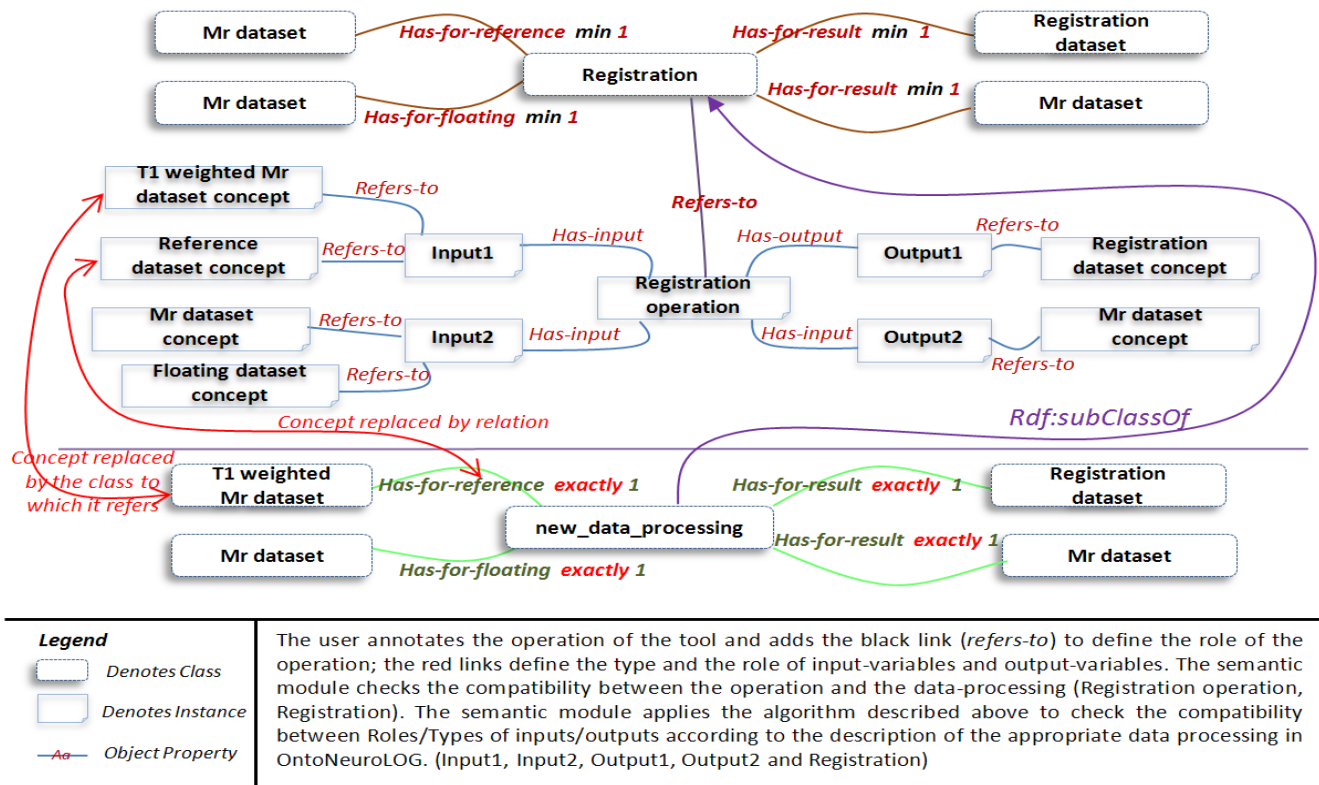 Mr dataset
Has-for-reference min 1
Has-for-result min 1
Registration
dataset
Registration
Mr dataset
Has-for-floating min 1
Has-for-result min 1
Mr dataset
T1 weighted Mr
dataset concept
Refers-to
Refers-to
Reference
dataset concept
Refers-to
Input1
Has-input
Has-output
Output1
Refers-to
Registration
dataset concept
Registration
operation
Mr dataset
concept
Refers-to
Input2
Has-input
Has-input
Output2
Refers-to
Mr dataset
concept
Floating dataset
concept
Refers-to
Concept replaced by relation
Rdf:subClassOf
Concept replaced
by the class to
which it refers
T1 weighted
Mr dataset
Has-for-reference exactly 1
Has-for-result exactly 1
Registration
dataset
new_data_processing
Mr dataset
Has-for-floating exactly 1
Has-for-result exactly 1
Mr dataset
Legend
Denotes Class
Denotes Instance
Aa
Object Property
The user annotates the operation of the tool and adds the black link (refers-to) to define the role of the
operation; the red links define the type and the role of input-variables and output-variables. The semantic
module checks the compatibility between the operation and the data-processing (Registration operation,
Registration). The semantic module applies the algorithm described above to check the compatibility
between Roles/Types of inputs/outputs according to the description of the appropriate data processing in
OntoNeuroLOG. (Input1, Input2, Output1, Output2 and Registration)